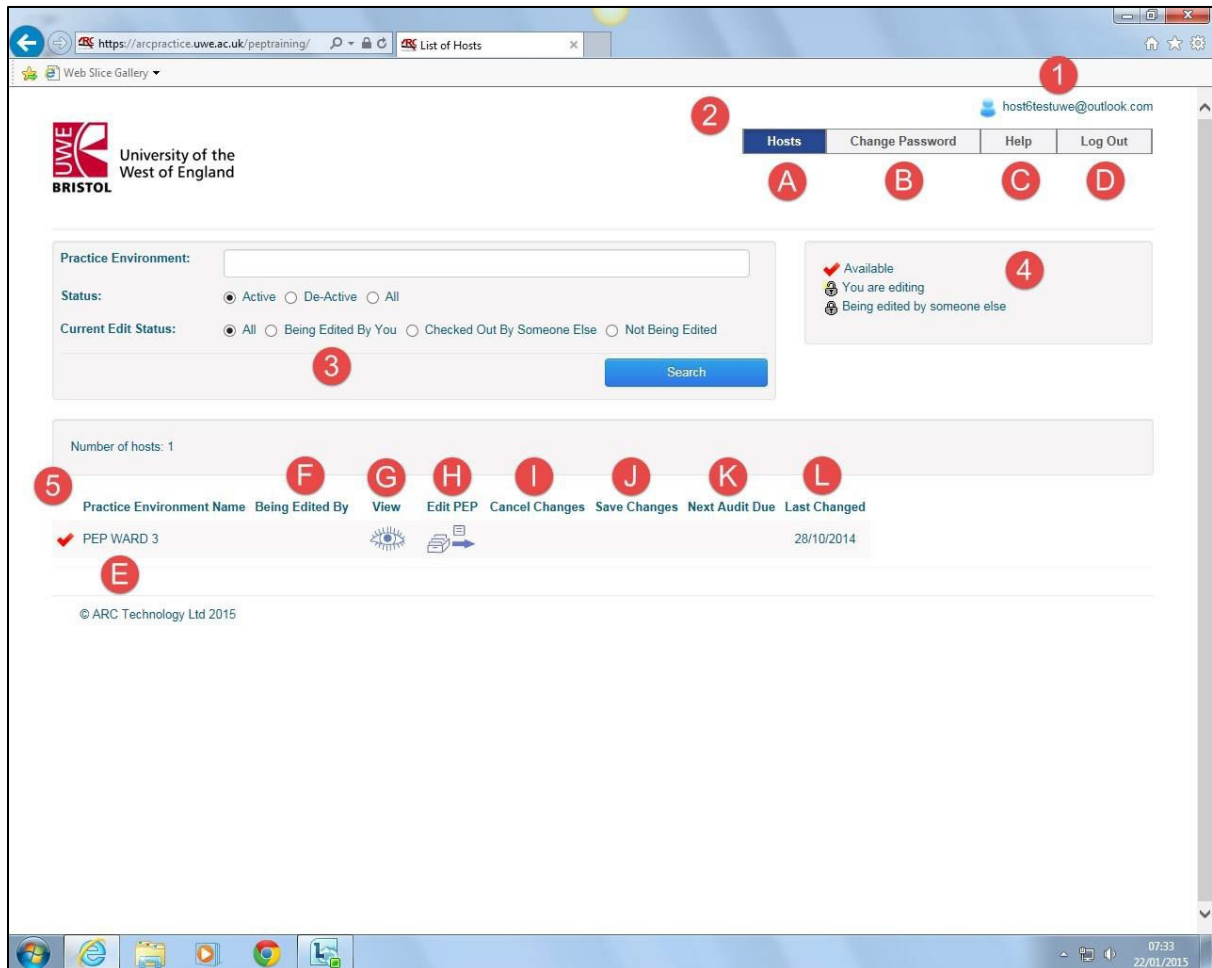 https://arcpractice.uwe.ac.uk/peptraining/ ARC List of Hosts
Web Slice Gallery
1
host6testuwe@outlook.com
2
Hosts Change Password Help Log Out
A B C D
UWE
BRISTOL
University of the
West of England
Practice Environment:
Status: Active De-Active All
Current Edit Status: All Being Edited By You Checked Out By Someone Else Not Being Edited
3
Search
4
Available
You are editing
Being edited by someone else
Number of hosts: 1
5
F G H I J K L
Practice Environment Name Being Edited By View Edit PEP Cancel Changes Save Changes Next Audit Due Last Changed
PEP WARD 3 28/10/2014
E
© ARC Technology Ltd 2015
07:33
22/01/2015